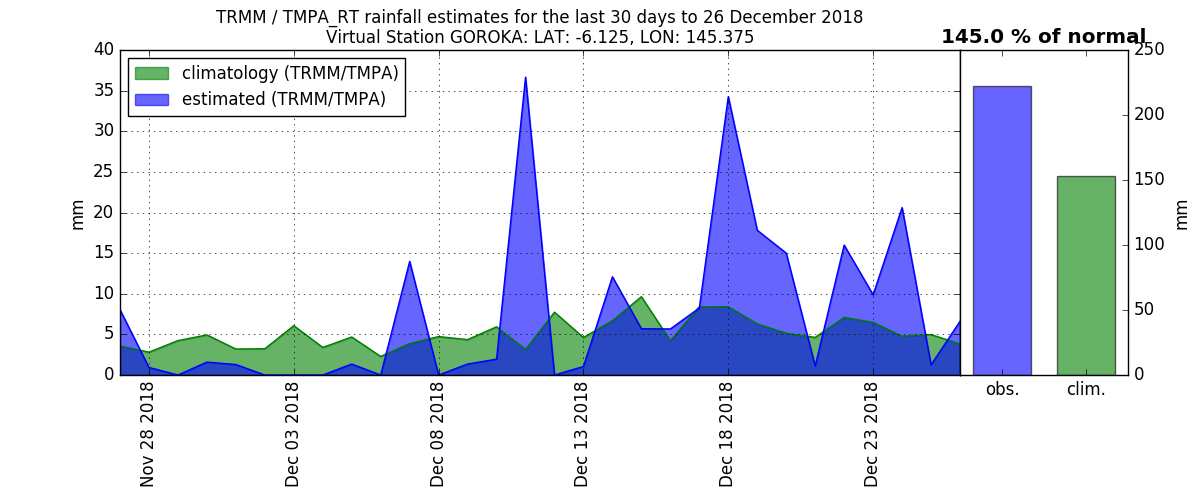 TRMM / TMPA_RT rainfall estimates for the last 30 days to 26 December 2018
Virtual Station GOROKA: LAT: -6.125, LON: 145.375
145.0 % of normal
climatology (TRMM/TMPA)
estimated (TRMM/TMPA)
mm
40
35
30
25
20
15
10
5
0
Nov 28 2018
Dec 03 2018
Dec 08 2018
Dec 13 2018
Dec 18 2018
Dec 23 2018
obs.
clim.
250
200
150
100
50
0
mm